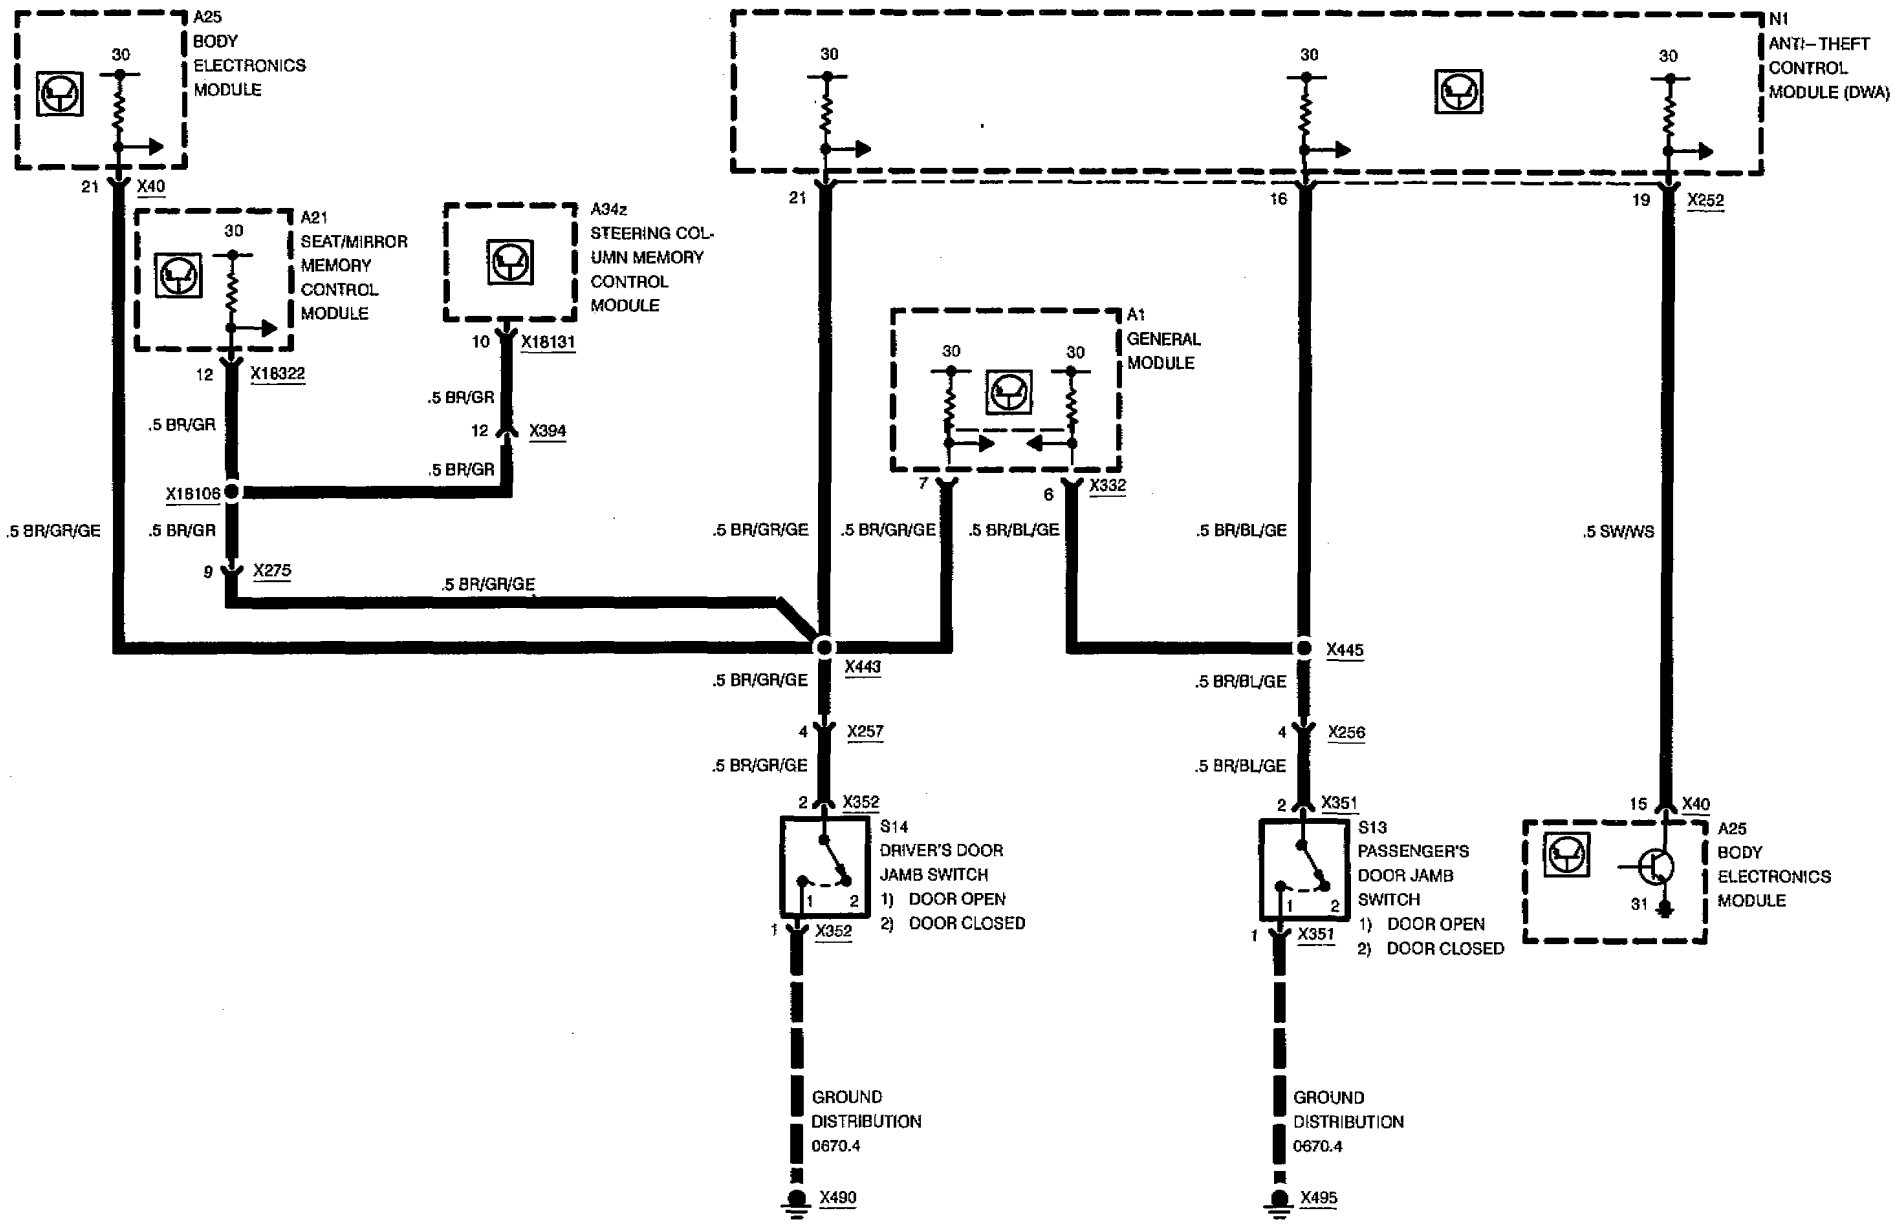 A25
BODY
ELECTRONICS
MODULE
30
21 X40
N1
ANTI-THEFT
CONTROL
MODULE (DWA)
30
30
30
21
16
19 X252
A21
SEAT/MIRROR
MEMORY
CONTROL
MODULE
30
12 X18322
A34z
STEERING COL-
UMN MEMORY
CONTROL
MODULE
10 X18131
.5 BR/GR
12 X394
.5 BR/GR
.5 BR/GR
X18106
.5 BR/GR
9 X275
A1
GENERAL
MODULE
30
30
7
6 X332
.5 BR/GR/GE
.5 BR/GR/GE
.5 BR/GR/GE
.5 BR/BL/GE
.5 BR/BL/GE
.5 SW/WS
.5 BR/GR/GE
X443
X445
.5 BR/GR/GE
.5 BR/BL/GE
4 X257
4 X256
.5 BR/GR/GE
.5 BR/BL/GE
2 X352
S14
DRIVER'S DOOR
JAMB SWITCH
1) DOOR OPEN
2) DOOR CLOSED
1 2
1 X352
2 X351
S13
PASSENGER'S
DOOR JAMB
SWITCH
1) DOOR OPEN
2) DOOR CLOSED
1 2
1 X351
15 X40
A25
BODY
ELECTRONICS
MODULE
31
GROUND
DISTRIBUTION
0670.4
GROUND
DISTRIBUTION
0670.4
X490
X495